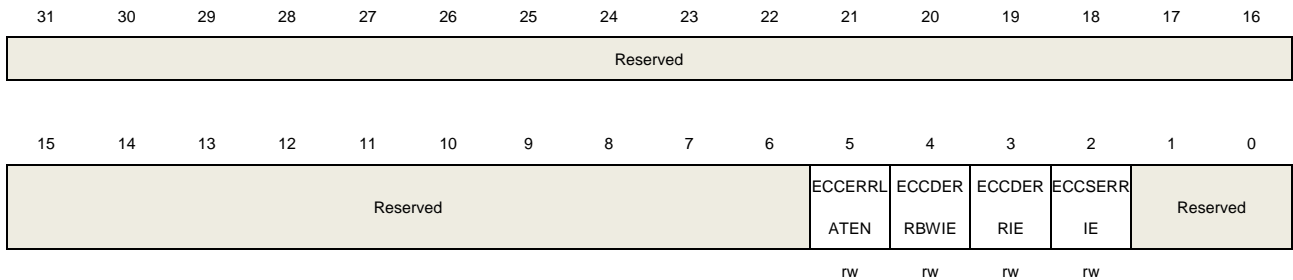 31 30 29 28 27 26 25 24 23 22 21 20 19 18 17 16
Reserved
15 14 13 12 11 10 9 8 7 6 5 4 3 2 1 0
Reserved
ECCERRL
ATEN
ECCDER
RBWIE
ECCDER
RIE
ECCSERR
IE
Reserved
rw rw rw rw